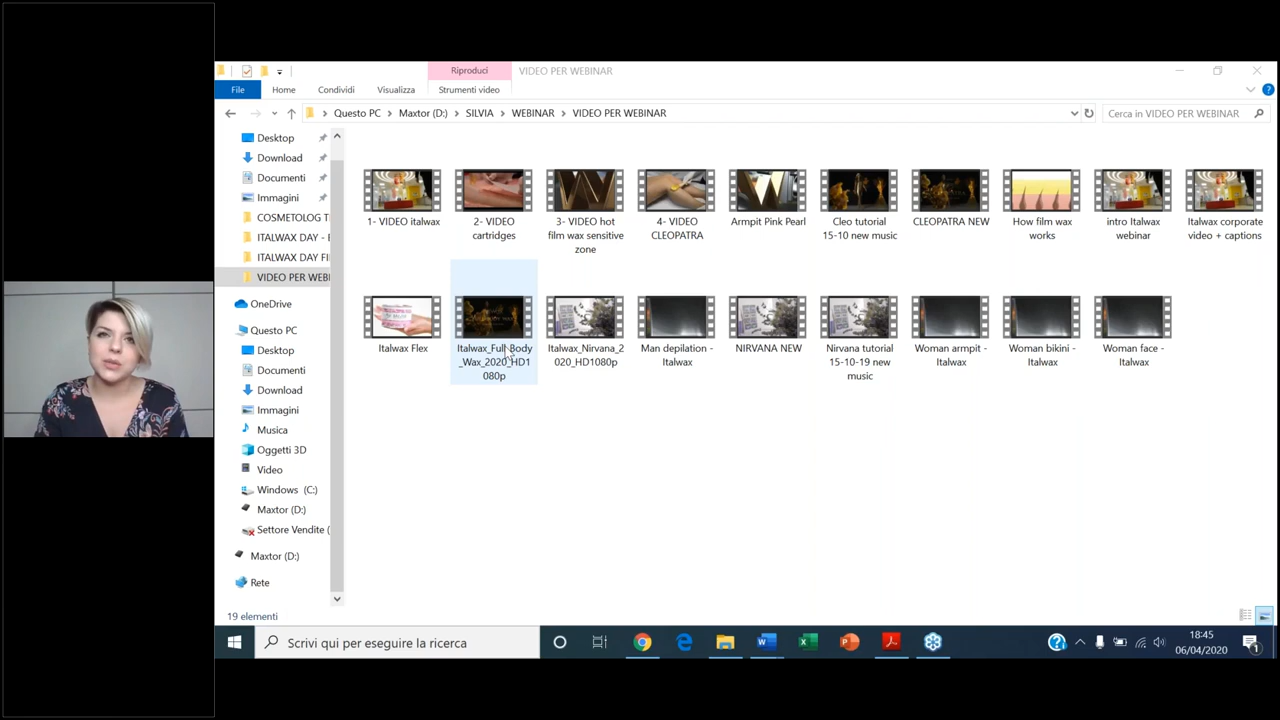 Riproduci
VIDEO PER WEBINAR
File
Home
Condividi
Visualizza
Strumenti video
Questo PC
Maxtor (D:)
SILVIA
WEBINAR
VIDEO PER WEBINAR
Cerca in VIDEO PER WEBINAR
Desktop
Download
Documenti
Immagini
COSMETOLOG T
ITALWAX DAY - E
ITALWAX DAY FI
VIDEO PER WEBI
OneDrive
Questo PC
Desktop
Documenti
Download
Immagini
Musica
Oggetti 3D
Video
Windows (C:)
Maxtor (D:)
Settore Vendite (
Maxtor (D:)
Rete
1- VIDEO italwax
2- VIDEO
cartridges
3- VIDEO hot
film wax sensitive
zone
4- VIDEO
CLEOPATRA
Armpit Pink Pearl
Cleo tutorial
15-10 new music
CLEOPATRA NEW
How film wax
works
intro Italwax
webinar
Italwax corporate
video + captions
Italwax Flex
Italwax_Full_Body
_Wax_2020_HD1
080p
Italwax_Nirvana_2
020_HD1080p
Man depilation -
Italwax
NIRVANA NEW
Nirvana tutorial
15-10-19 new
music
Woman armpit -
Italwax
Woman bikini -
Italwax
Woman face -
Italwax
19 elementi
Scrivi qui per eseguire la ricerca
18:45
06/04/2020